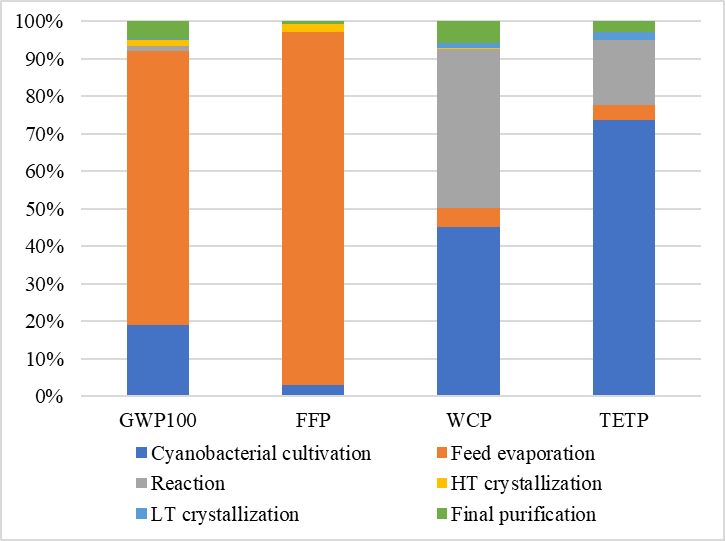 100%
90%
80%
70%
60%
50%
40%
30%
20%
10%
0%
GWP100 FFP WCP TETP
Cyanobacterial cultivation Feed evaporation
Reaction HT crystallization
LT crystallization Final purification